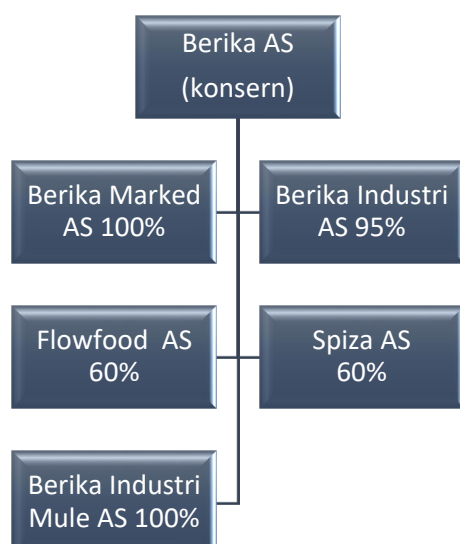 Berika AS
(konsern)
Berika Marked
AS 100%
Berika Industri
AS 95%
Flowfood AS
60%
Spiza AS
60%
Berika Industri
Mule AS 100%